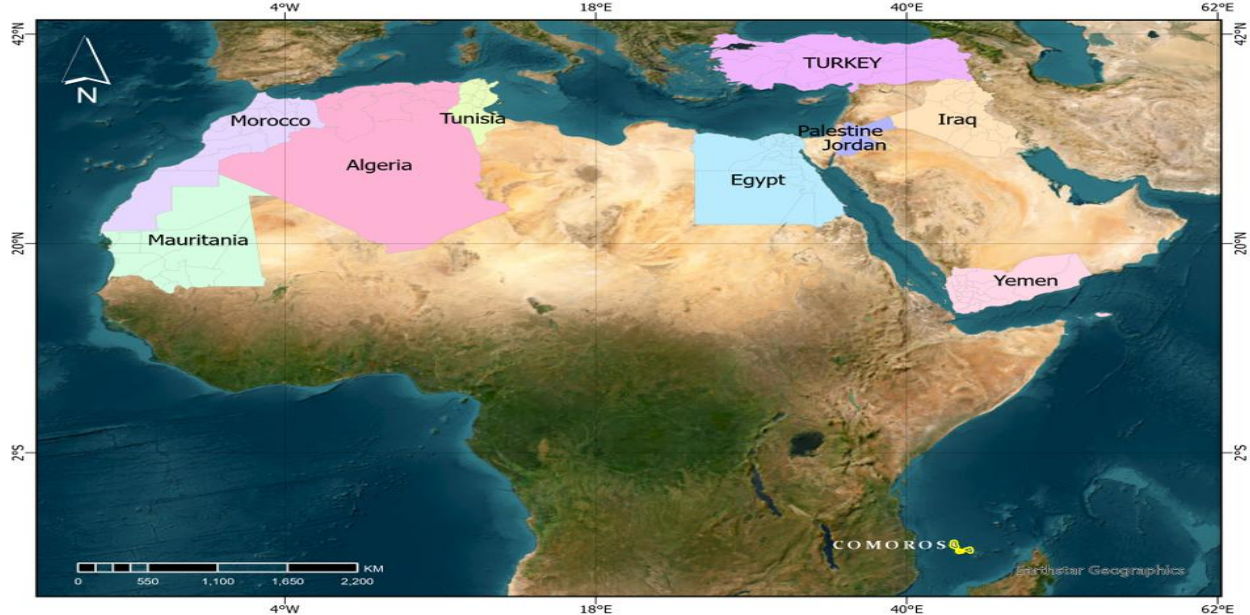 4°W 18°E 40°E 62°E
42°N 42°N
N
TURKEY
Morocco
Tunisia
Iraq
Palestine
Jordan
Algeria
Egypt
Mauritania
20°N 20°N
Yemen
2°S 2°S
COMOROS
KM
0 550 1,100 1,650 2,200
Earthstar Geographics
4°W 18°E 40°E 62°E